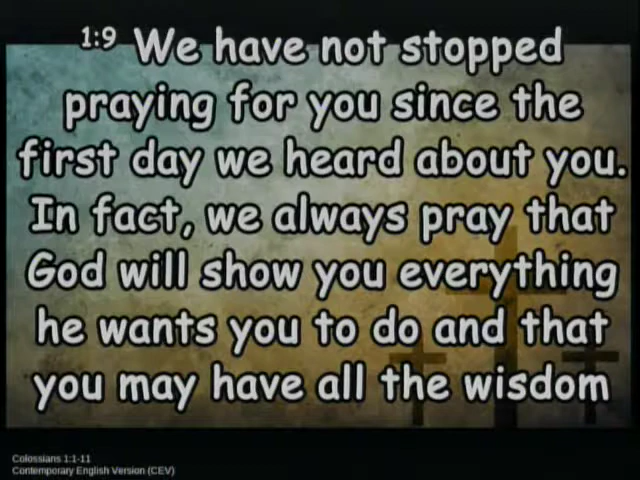 1:9 We have not stopped
praying for you since the
first day we heard about you.
In fact, we always pray that
God will show you everything
he wants you to do and that
you may have all the wisdom
Colossians 1:1-11
Contemporary English Version (CEV)